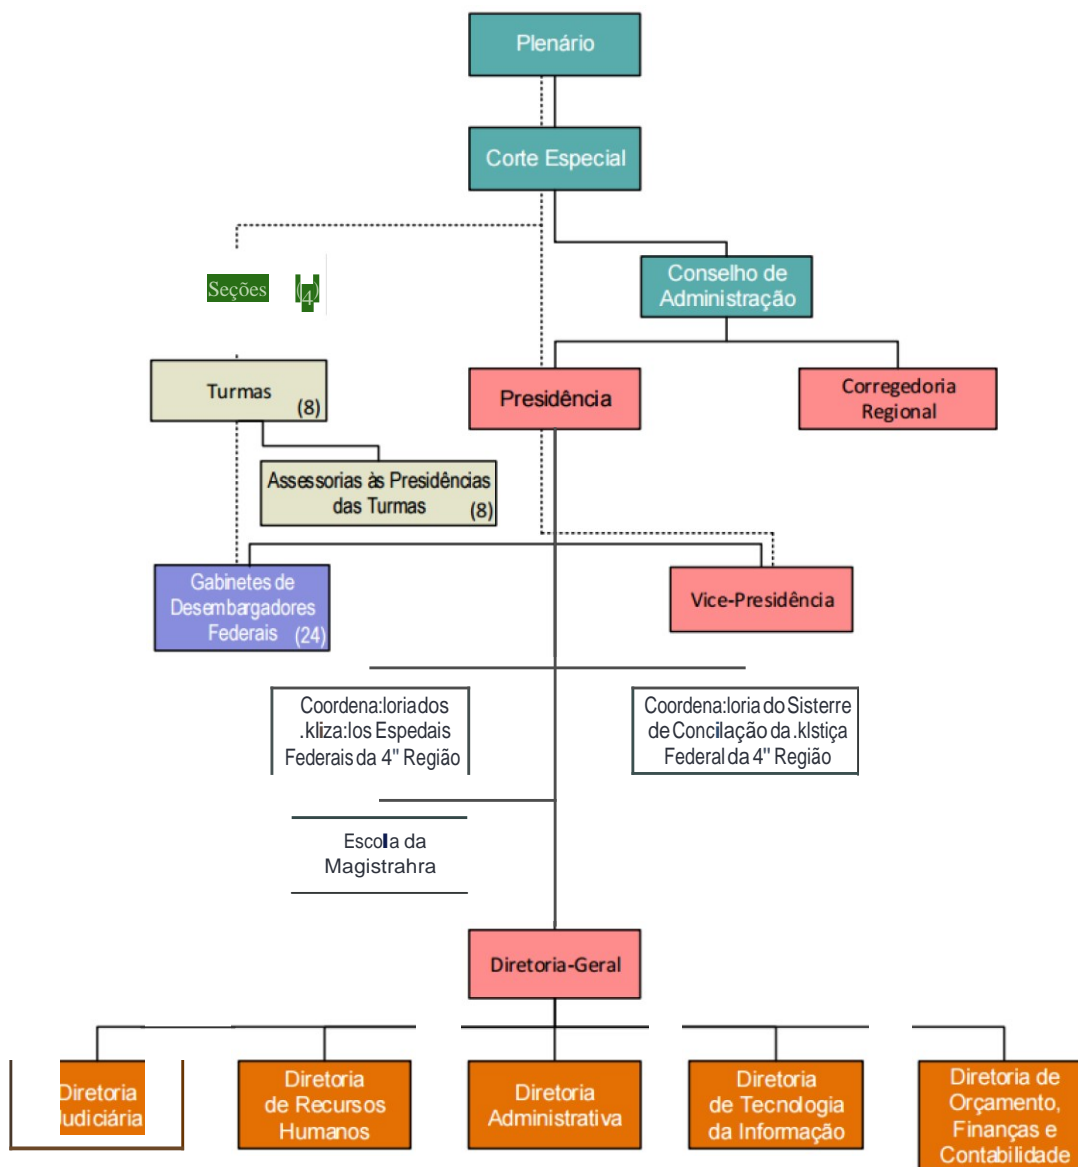 Plenário
Corte Especial
Conselho de
Administração
Seções (4)
Turmas
(8)
Presidência
Corregedoria
Regional
Assessorias às Presidências
das Turmas
(8)
Gabinetes de
Desembargadores
Federais (24)
Vice-Presidência
Coordena:loria dos
.kliza:los Espedais
Federais da 4" Região
Coordena:loria do Sisterre
de Concilação da .klstiça
Federal da 4" Região
Escola da
Magistrahra
Diretoria-Geral
Diretoria
Judiciária
Diretoria
de Recursos
Humanos
Diretoria
Administrativa
Diretoria
de Tecnologia
da Informação
Diretoria de
Orçamento,
Finanças e
Contabilidade